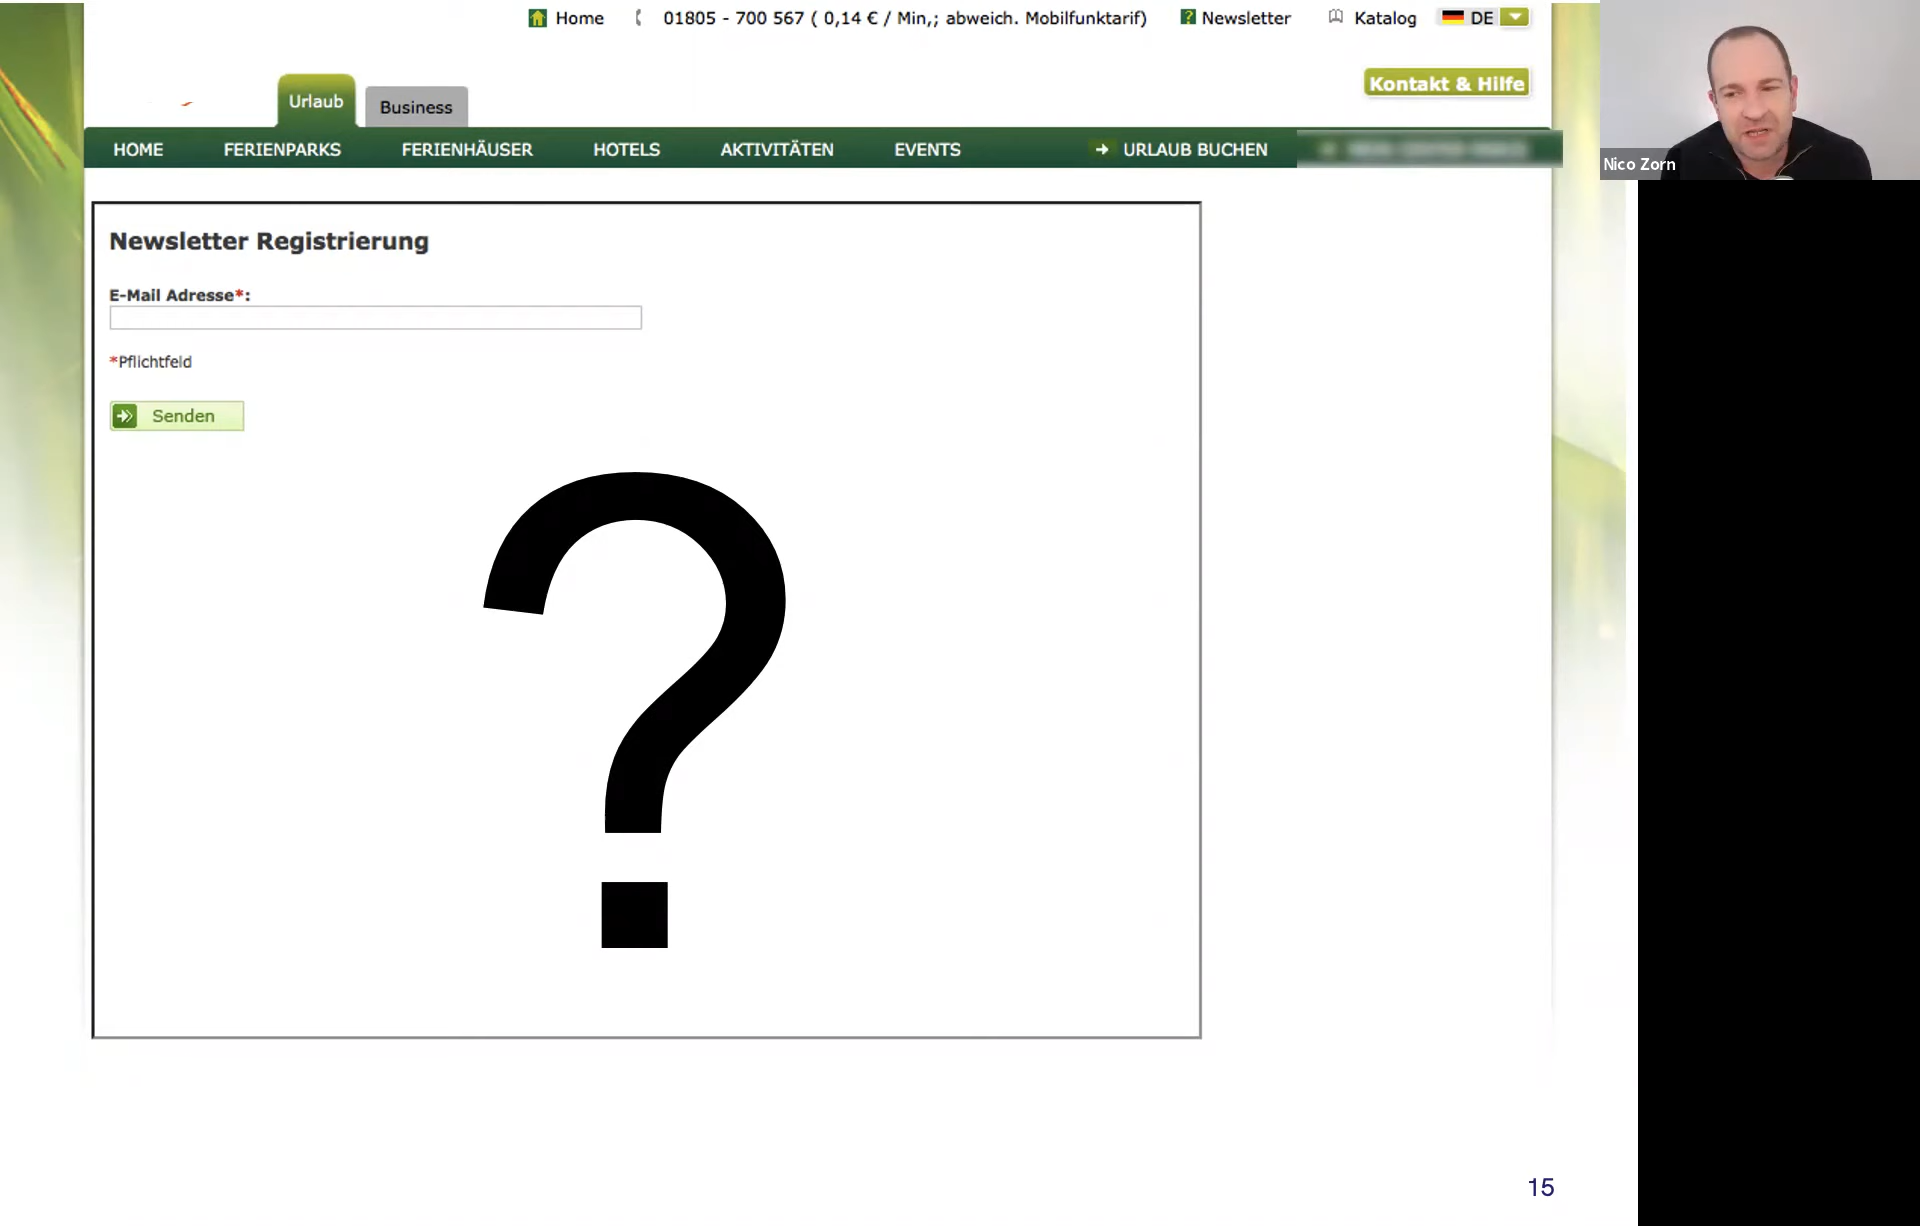 Home 01805 - 700 567 ( 0,14 € / Min,; abweich. Mobilfunktarif) Newsletter Katalog DE
Kontakt & Hilfe
Urlaub Business
HOME FERIENPARKS FERIENHÄUSER HOTELS AKTIVITÄTEN EVENTS URLAUB BUCHEN
Nico Zorn
Newsletter Registrierung
E-Mail Adresse*:
*Pflichtfeld
Senden
?
15